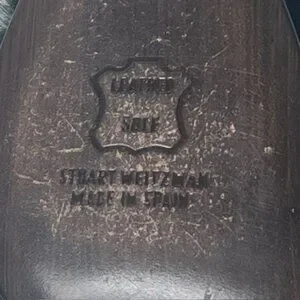 LEATHER
SOLE
STUART WEITZMAN
MADE IN SPAIN